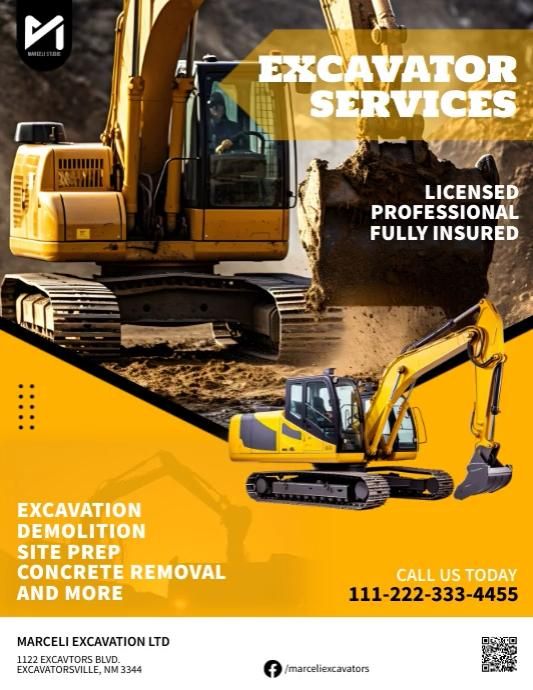 MARCELI STUDIO
EXCAVATOR
SERVICES
LICENSED
PROFESSIONAL
FULLY INSURED
EXCAVATION
DEMOLITION
SITE PREP
CONCRETE REMOVAL
AND MORE
CALL US TODAY
111-222-333-4455
MARCELI EXCAVATION LTD
1122 EXCAVTORS BLVD.
EXCAVATORSVILLE, NM 3344
/marceliexcavators